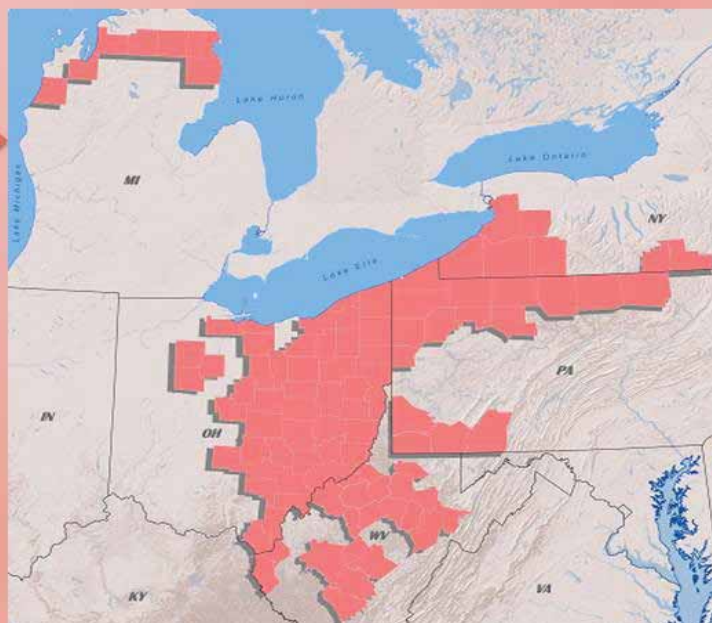 Lake Huron
Lake Ontario
MI
Lake Michigan
NY
Lake Erie
PA
IN
OH
WV
KY
VA